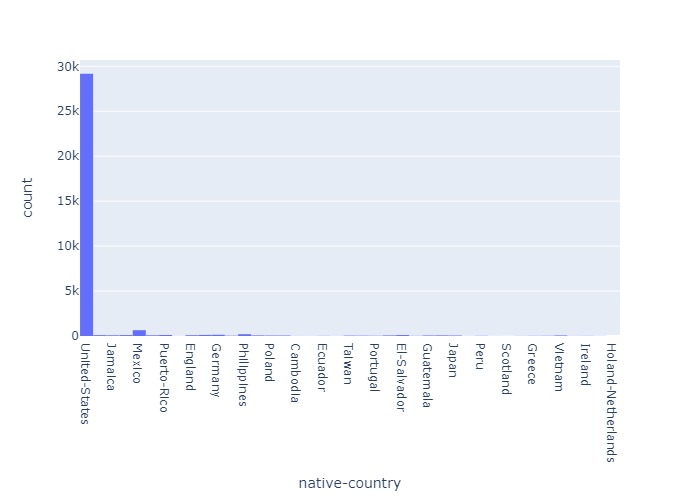 30k
25k
20k
15k
10k
5k
0
count
United-States
Jamaica
Mexico
Puerto-Rico
England
Germany
Philippines
Poland
Cambodia
Ecuador
Taiwan
Portugal
El-Salvador
Guatemala
Japan
Peru
Scotland
Greece
Vietnam
Ireland
Holand-Netherlands
native-country